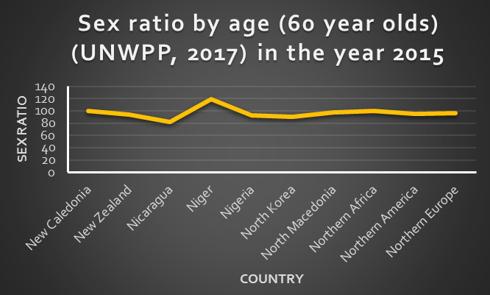 Sex ratio by age (60 year olds)
(UNWPP, 2017) in the year 2015
SEXRATIO
140
120
100
80
60
40
20
0
New Caledonia
New Zealand
Nicaragua
Niger
Nigeria
North Korea
North Macedonia
Northern Africa
Northern America
Northern Europe
COUNTRY